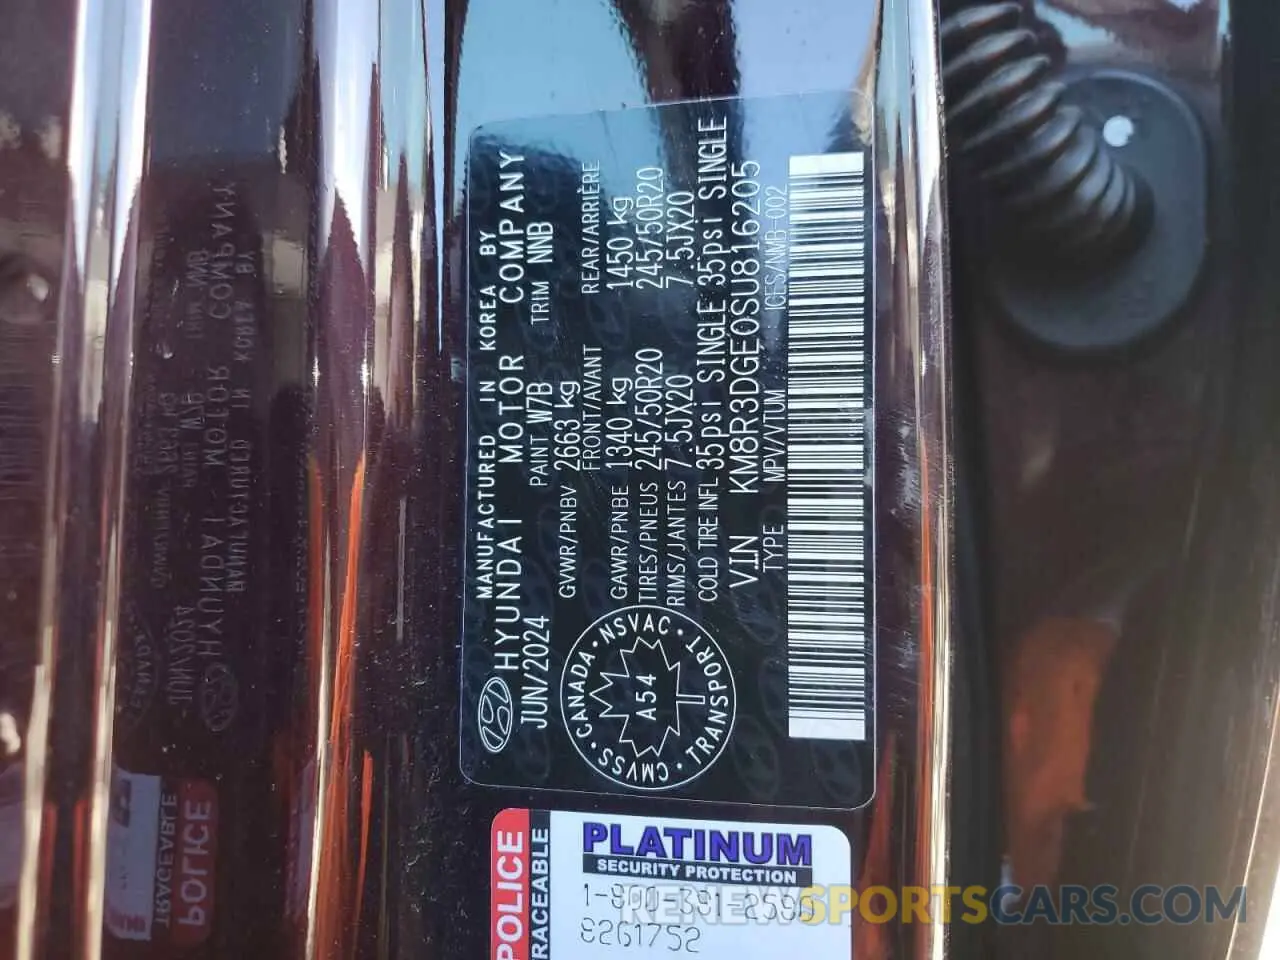 MANUFACTURED IN KOREA BY
HYUNDAI MOTOR COMPANY
JUN/2024 PAINT W7B TRIM NNB
GVWR/PNBV 2663 kg
FRONT/AVANT REAR/ARRIÈRE
GAWR/PNBE 1340 kg 1450 kg
TIRES/PNEUS 245/50R20 245/50R20
RIMS/JANTES 7.5JX20 7.5JX20
COLD TIRE INFL 35psi SINGLE 35psi SINGLE
VIN KM8R3DGE0SU816205
TYPE MPV/VTUM ICES/NMB-002
CANADA · NSVAC · TRANSPORT · CMVSS
A54
POLICE
TRACEABLE
PLATINUM
SECURITY PROTECTION
1-800-391-2590
8261752
RENEWSPORTSCARS.COM